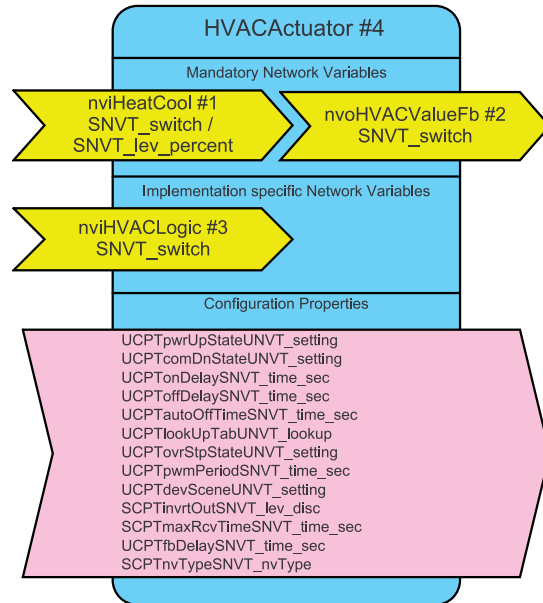 HVACActuator #4
Mandatory Network Variables
nviHeatCool #1
SNVT_switch /
SNVT_lev_percent
nvoHVACValueFb #2
SNVT_switch
Implementation specific Network Variables
nviHVACLogic #3
SNVT_switch
Configuration Properties
UCPTpwrUpStateUNVT_setting
UCPTcomDnStateUNVT_setting
UCPTonDelaySNVT_time_sec
UCPToffDelaySNVT_time_sec
UCPTautoOffTimeSNVT_time_sec
UCPTlookUpTabUNVT_lookup
UCPTovrStpStateUNVT_setting
UCPTpwmPeriodSNVT_time_sec
UCPTdevSceneUNVT_setting
SCPTinvrtOutSNVT_lev_disc
SCPTmaxRcvTimeSNVT_time_sec
UCPTfbDelaySNVT_time_sec
SCPTnvTypeSNVT_nvType